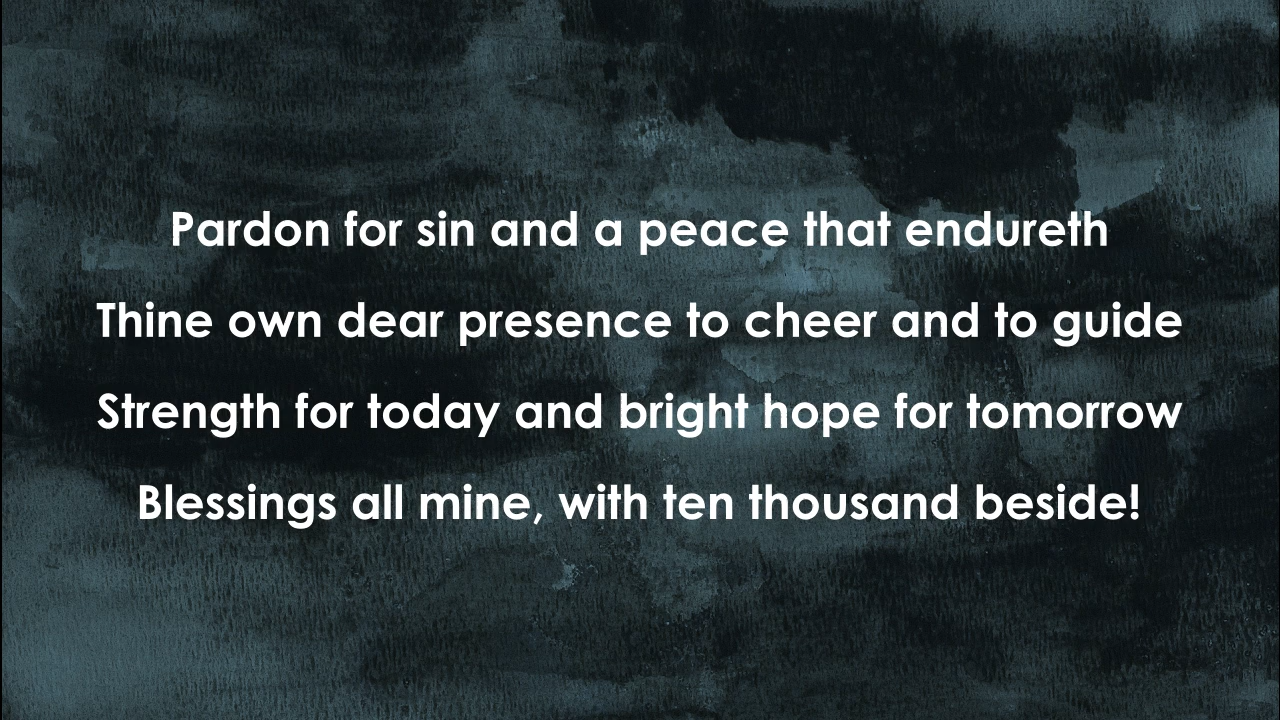 Pardon for sin and a peace that endureth
Thine own dear presence to cheer and to guide
Strength for today and bright hope for tomorrow
Blessings all mine, with ten thousand beside!